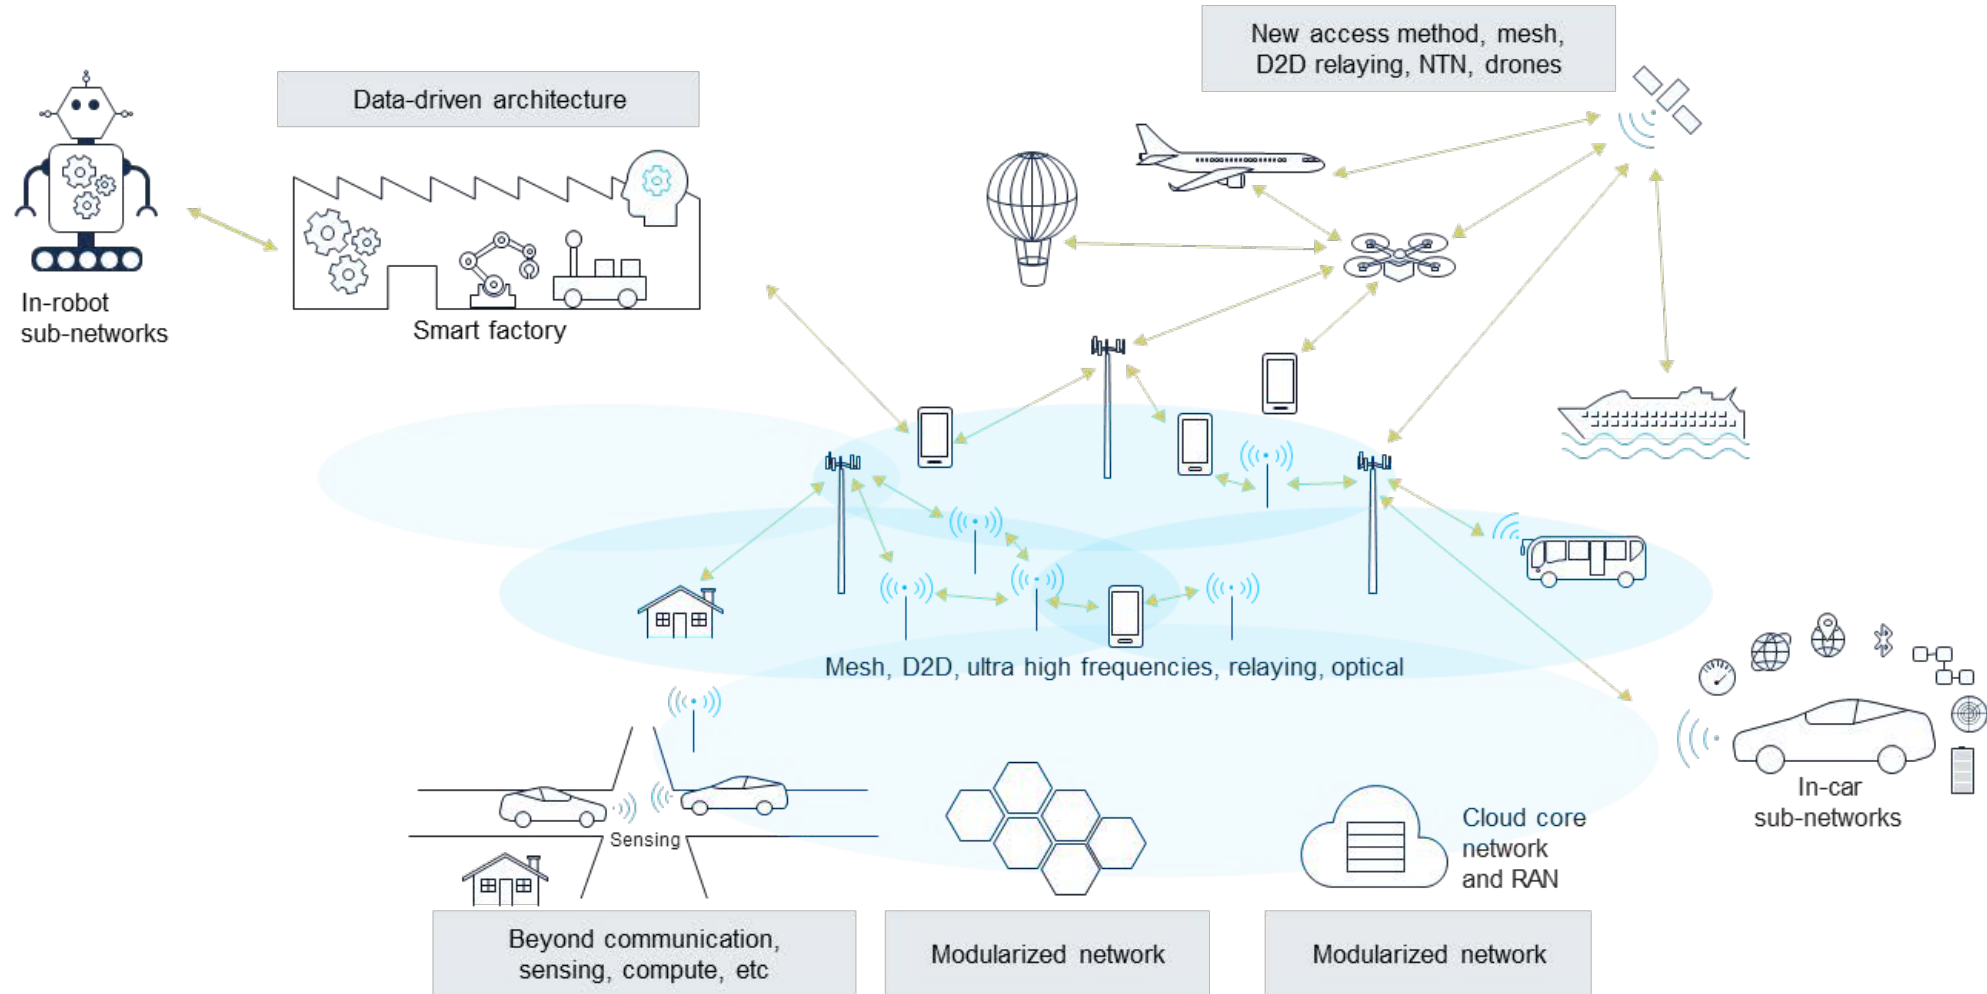 New access method, mesh,
D2D relaying, NTN, drones
Data-driven architecture
In-robot
sub-networks
Smart factory
Mesh, D2D, ultra high frequencies, relaying, optical
In-car
sub-networks
Sensing
Cloud core
network
and RAN
Beyond communication,
sensing, compute, etc
Modularized network
Modularized network